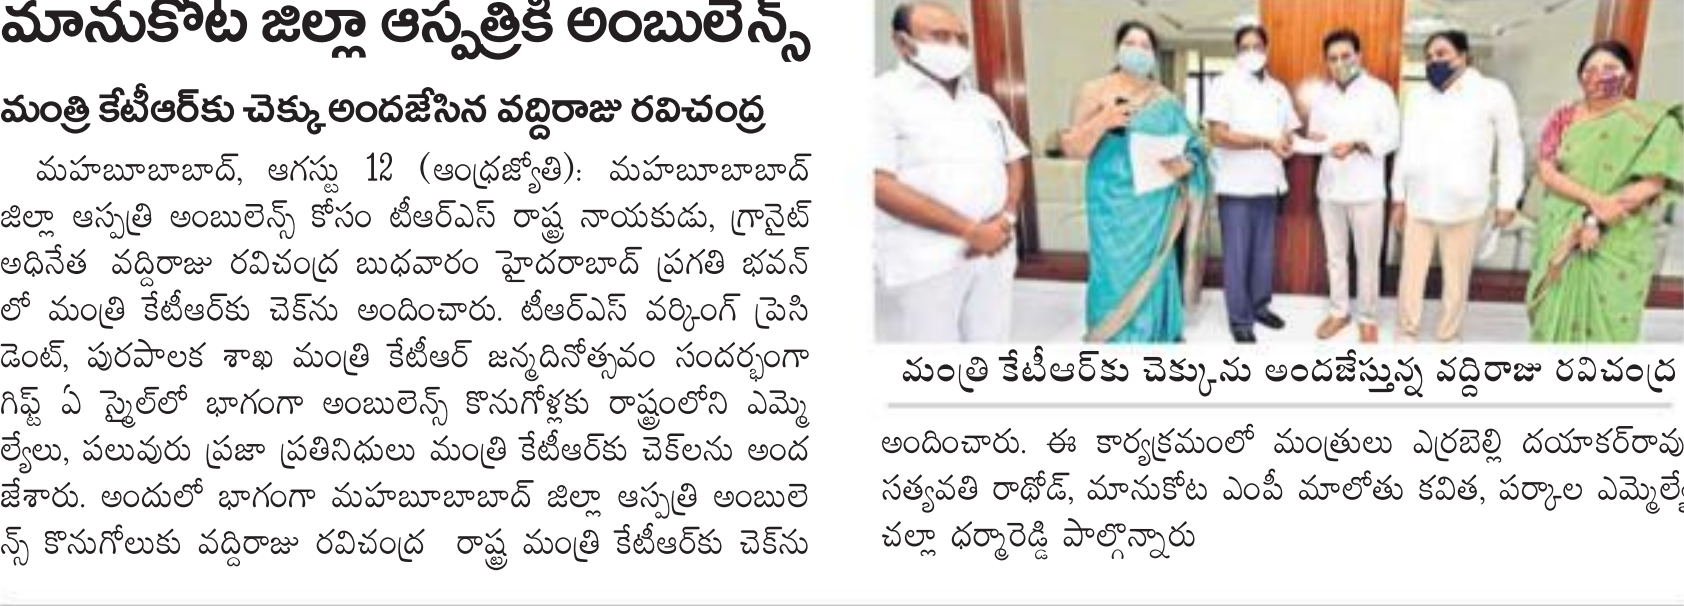 మానుకోట జిల్లా ఆస్పత్రికి అంబులెన్స్
మంత్రి కేటీఆర్‌కు చెక్కు అందజేసిన వద్దిరాజు రవిచంద్ర
మహబూబాబాద్, ఆగస్టు 12 (ఆంధ్రజ్యోతి): మహబూబాబాద్
జిల్లా ఆస్పత్రి అంబులెన్స్ కోసం టీఆర్ఎస్ రాష్ట్ర నాయకుడు, గ్రానైట్
అధినేత వద్దిరాజు రవిచంద్ర బుధవారం హైదరాబాద్ ప్రగతి భవన్
లో మంత్రి కేటీఆర్‌కు చెక్‌ను అందించారు. టీఆర్ఎస్ వర్కింగ్ ప్రెసి
డెంట్, పురపాలక శాఖ మంత్రి కేటీఆర్ జన్మదినోత్సవం సందర్భంగా
గిఫ్ట్ ఏ స్మైల్‌లో భాగంగా అంబులెన్స్ కొనుగోళ్లకు రాష్ట్రంలోని ఎమ్మె
ల్యేలు, పలువురు ప్రజా ప్రతినిధులు మంత్రి కేటీఆర్‌కు చెక్‌లను అంద
జేశారు. అందులో భాగంగా మహబూబాబాద్ జిల్లా ఆస్పత్రి అంబులె
న్స్ కొనుగోలుకు వద్దిరాజు రవిచంద్ర రాష్ట్ర మంత్రి కేటీఆర్‌కు చెక్‌ను
మంత్రి కేటీఆర్‌కు చెక్కును అందజేస్తున్న వద్దిరాజు రవిచంద్ర
అందించారు. ఈ కార్యక్రమంలో మంత్రులు ఎర్రబెల్లి దయాకర్‌రావు
సత్యవతి రాథోడ్, మానుకోట ఎంపీ మాలోతు కవిత, పర్కాల ఎమ్మెల్యే
చల్లా ధర్మారెడ్డి పాల్గొన్నారు